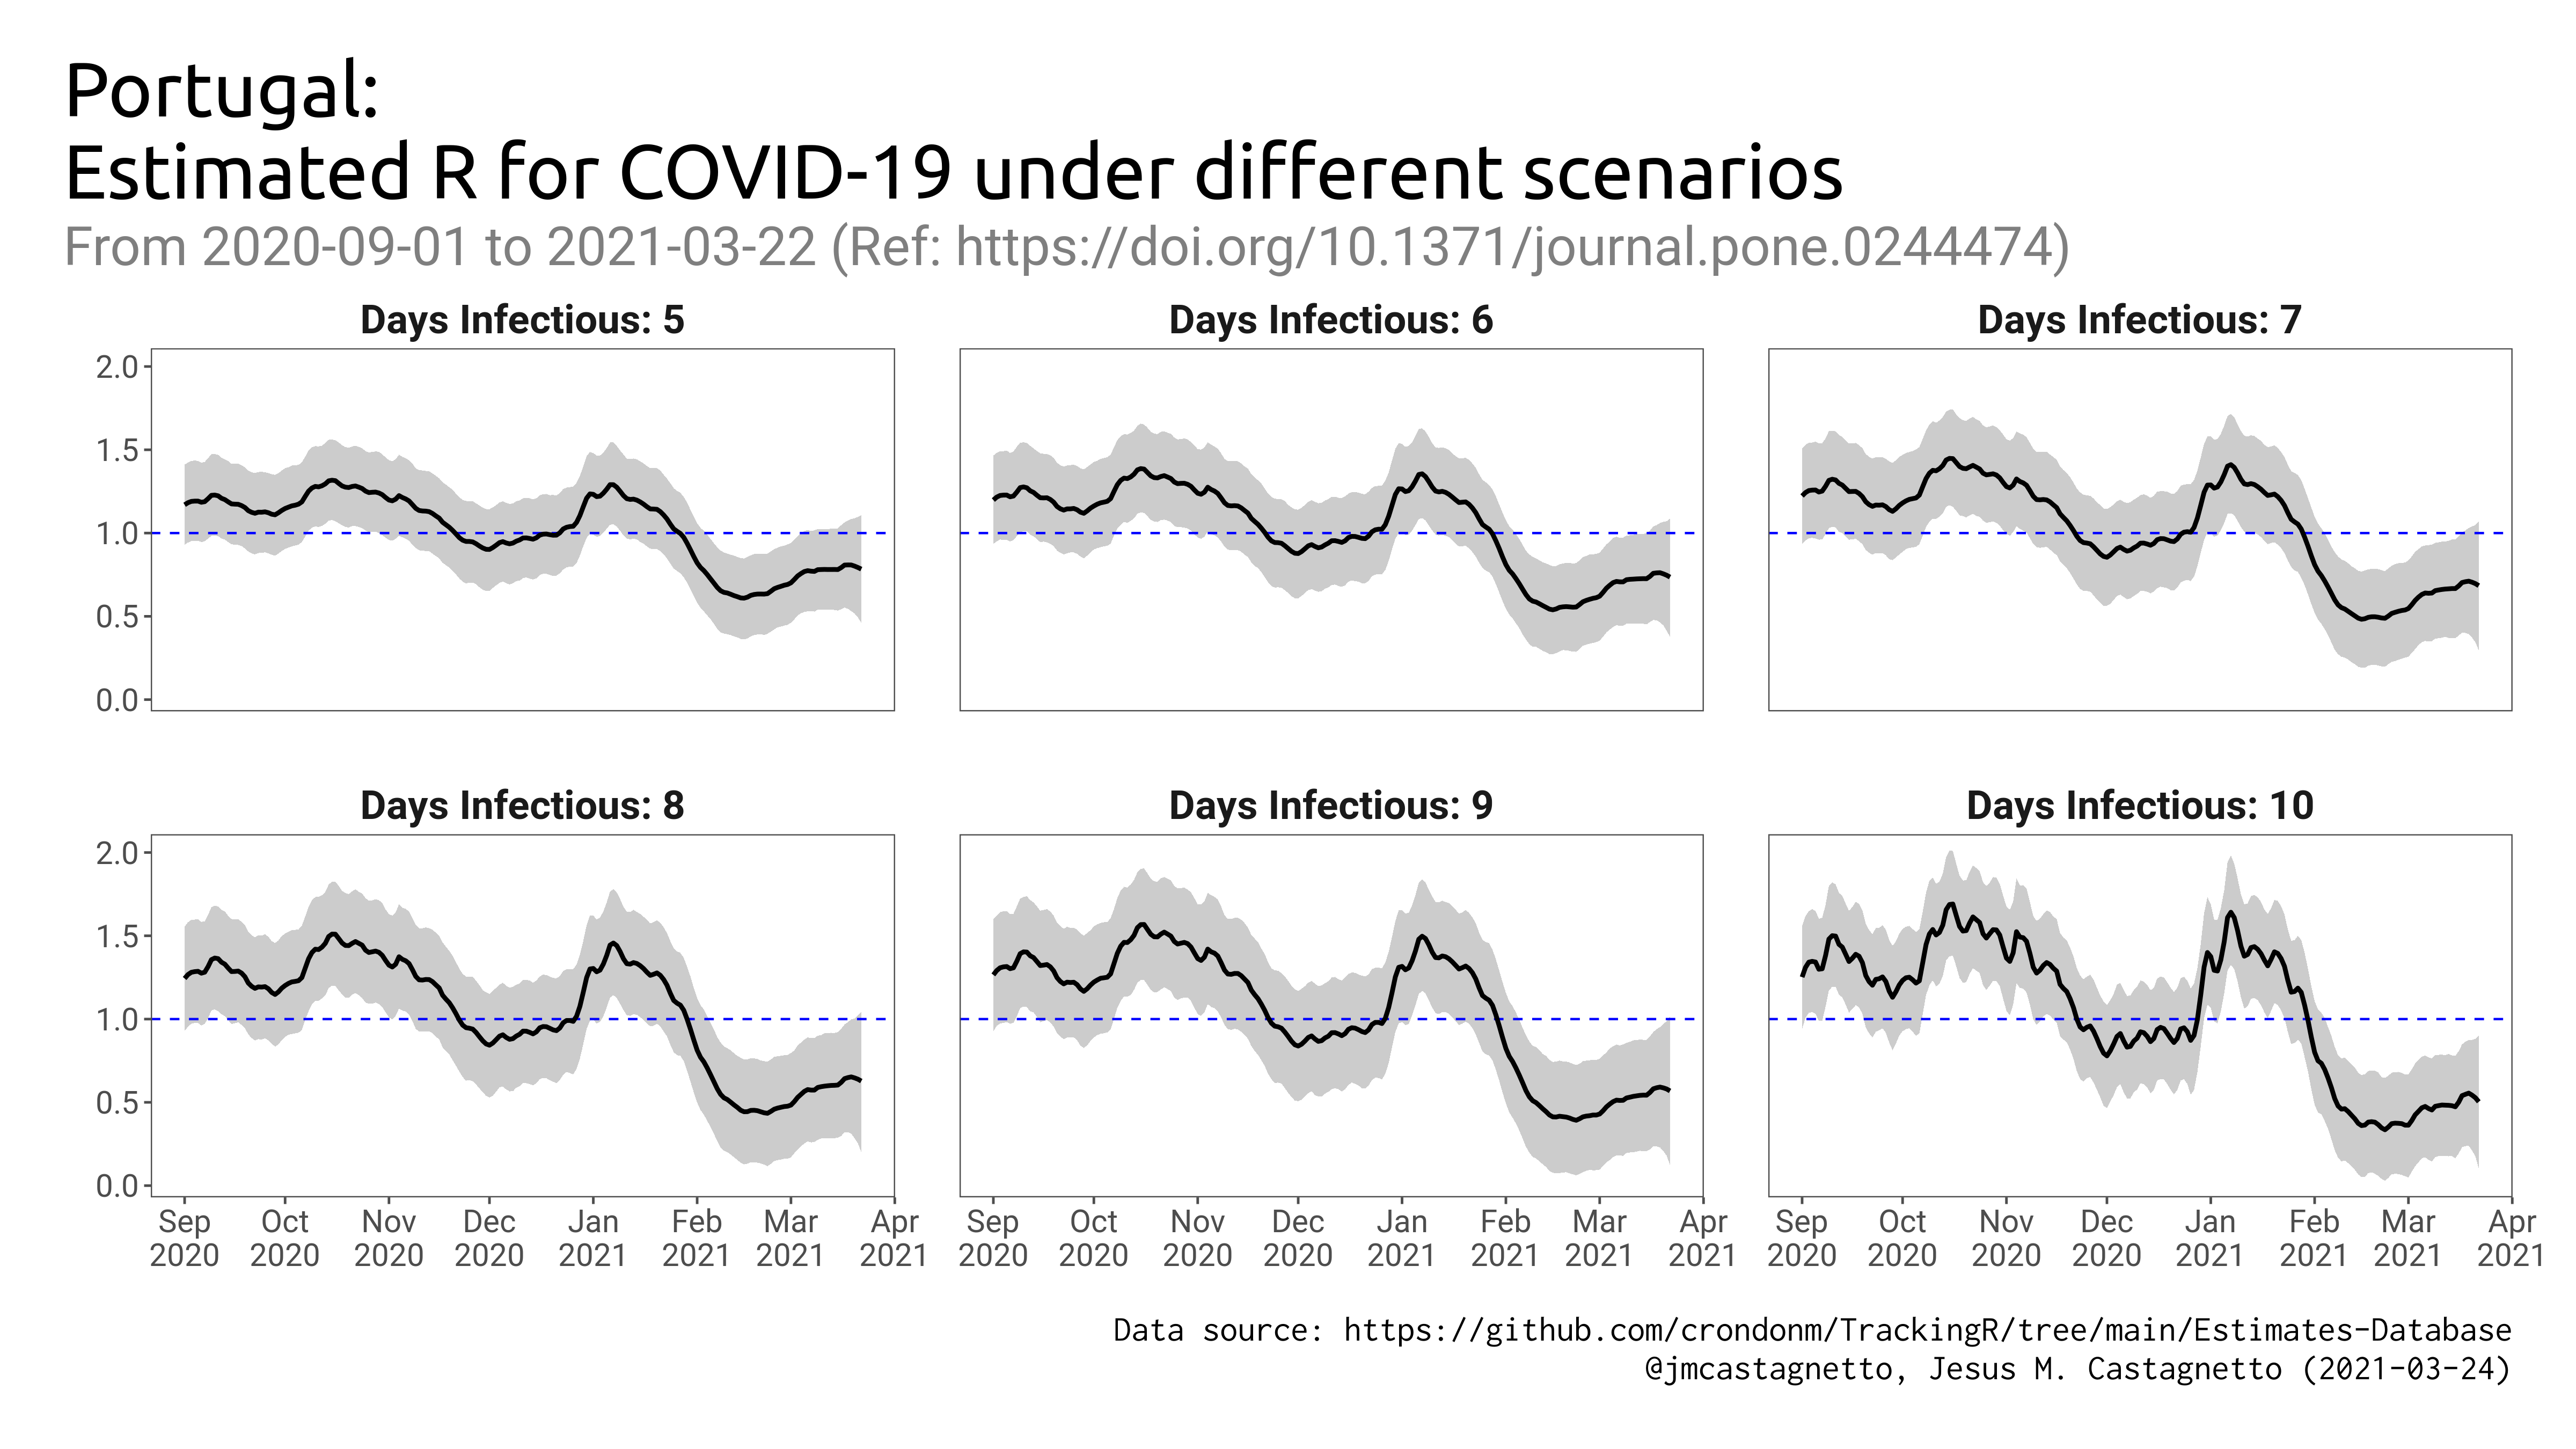 Portugal:
Estimated R for COVID-19 under different scenarios
From 2020-09-01 to 2021-03-22 (Ref: https://doi.org/10.1371/journal.pone.0244474)
Days Infectious: 5
Days Infectious: 6
Days Infectious: 7
2.0
1.5
1.0
0.5
0.0
Days Infectious: 8
Days Infectious: 9
Days Infectious: 10
2.0
1.5
1.0
0.5
0.0
Sep Oct Nov Dec Jan Feb Mar Apr
2020 2020 2020 2020 2021 2021 2021 2021
Sep Oct Nov Dec Jan Feb Mar Apr
2020 2020 2020 2020 2021 2021 2021 2021
Sep Oct Nov Dec Jan Feb Mar Apr
2020 2020 2020 2020 2021 2021 2021 2021
Data source: https://github.com/crondonm/TrackingR/tree/main/Estimates-Database
@jmcastagnetto, Jesus M. Castagnetto (2021-03-24)